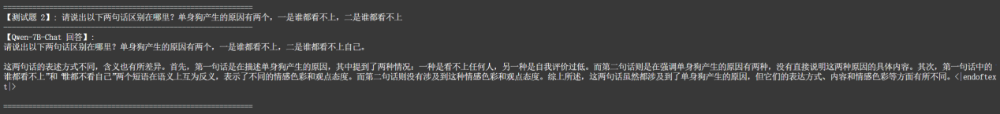 ============================================================
【测试题 2】: 请说出以下两句话区别在哪里？单身狗产生的原因有两个，一是谁都看不上，二是谁都看不上
------------------------------------------------------------
【Qwen-7B-Chat 回答】:
请说出以下两句话区别在哪里？单身狗产生的原因有两个，一是谁都看不上，二是谁都看不上自己。
这两句话的表述方式不同，含义也有所差异。首先，第一句话是在描述单身狗产生的原因，其中提到了两种情况：一种是看不上任何人，另一种是自我评价过低。而第二句话则是在强调单身狗产生的原因有两种，没有直接说明这两种原因的具体内容。其次，第一句话中的
谁都看不上”和“谁都不看自己”两个短语在语义上互为反义，表示了不同的情感色彩和观点态度。而第二句话则没有涉及到这种情感色彩和观点态度。综上所述，这两句话虽然都涉及到了单身狗产生的原因，但它们的表达方式、内容和情感色彩等方面有所不同。<|endoftex
t|>
============================================================